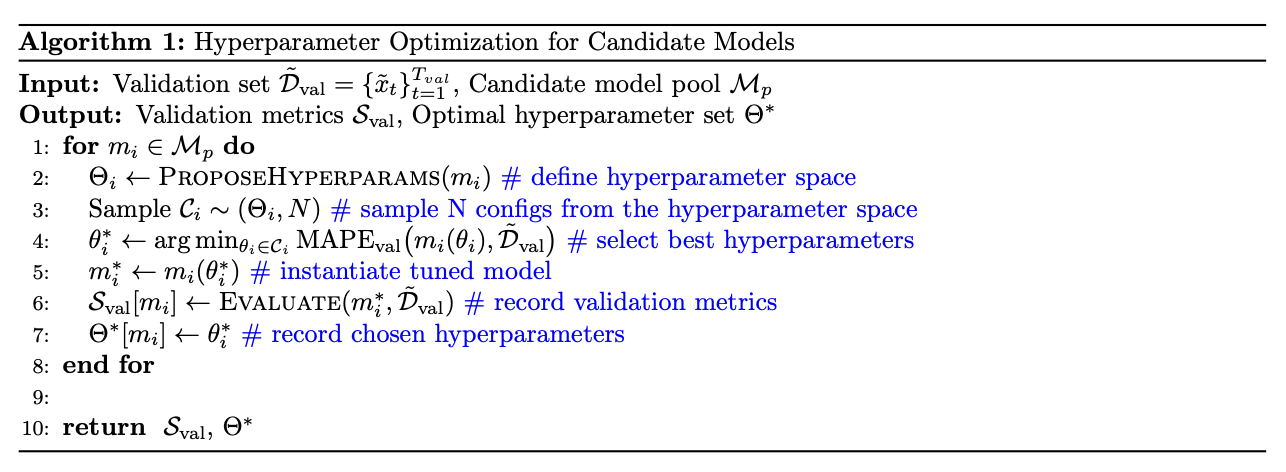 Algorithm 1: Hyperparameter Optimization for Candidate Models
Input: Validation set $\tilde{\mathcal{D}}_{\text{val}} = \{\tilde{x}_t\}_{t=1}^{T_{val}}$, Candidate model pool $\mathcal{M}_p$
Output: Validation metrics $\mathcal{S}_{\text{val}}$, Optimal hyperparameter set $\Theta^*$
1: for $m_i \in \mathcal{M}_p$ do
2: $\Theta_i \leftarrow$ PROPOSEHYPERPARAMS$(m_i)$ # define hyperparameter space
3: Sample $\mathcal{C}_i \sim (\Theta_i, N)$ # sample N configs from the hyperparameter space
4: $\theta_i^* \leftarrow \arg\min_{\theta_i \in \mathcal{C}_i} \text{MAPE}_{\text{val}}\big(m_i(\theta_i), \tilde{\mathcal{D}}_{\text{val}}\big)$ # select best hyperparameters
5: $m_i^* \leftarrow m_i(\theta_i^*)$ # instantiate tuned model
6: $\mathcal{S}_{\text{val}}[m_i] \leftarrow$ EVALUATE$(m_i^*, \tilde{\mathcal{D}}_{\text{val}})$ # record validation metrics
7: $\Theta^*[m_i] \leftarrow \theta_i^*$ # record chosen hyperparameters
8: end for
9:
10: return $\mathcal{S}_{\text{val}}, \Theta^*$